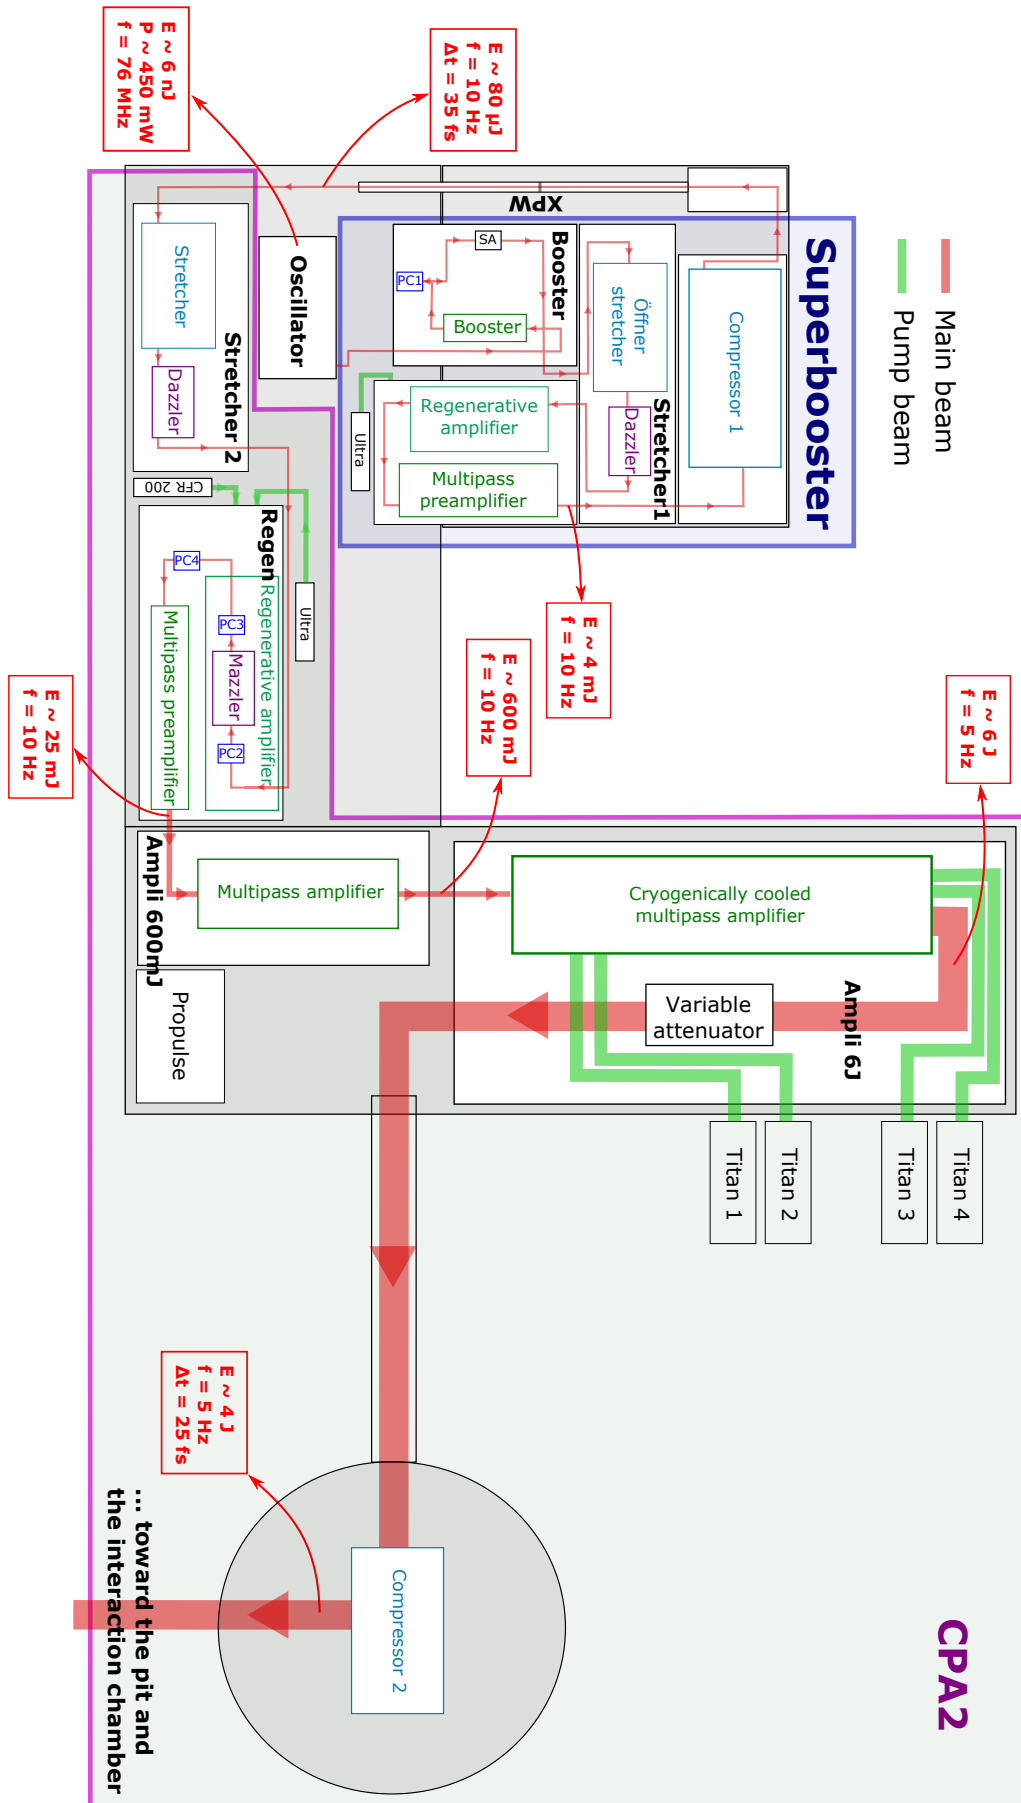 E ~ 6 nJ
P ~ 450 mW
f = 76 MHz
E ~ 80 µJ
f = 10 Hz
Δt = 35 fs
Main beam
Pump beam
Superbooster
XPW
Booster
SA
PC1
Booster
Öffner
stretcher
Dazzler
Stretcher1
Compressor 1
Oscillator
Ultra
Regenerative
amplifier
Multipass
preamplifier
Stretcher
Dazzler
Stretcher 2
CFR 200
Ultra
Regen
Regenerative amplifier
PC4
PC3
Mazzler
PC2
Multipass preamplifier
E ~ 4 mJ
f = 10 Hz
E ~ 600 mJ
f = 10 Hz
E ~ 6 J
f = 5 Hz
E ~ 25 mJ
f = 10 Hz
Ampli 600mJ
Multipass amplifier
Propulse
Cryogenically cooled
multipass amplifier
Variable
attenuator
Ampli 6J
Titan 1
Titan 2
Titan 3
Titan 4
E ~ 4 J
f = 5 Hz
Δt = 25 fs
Compressor 2
... toward the pit and
the interaction chamber
CPA2